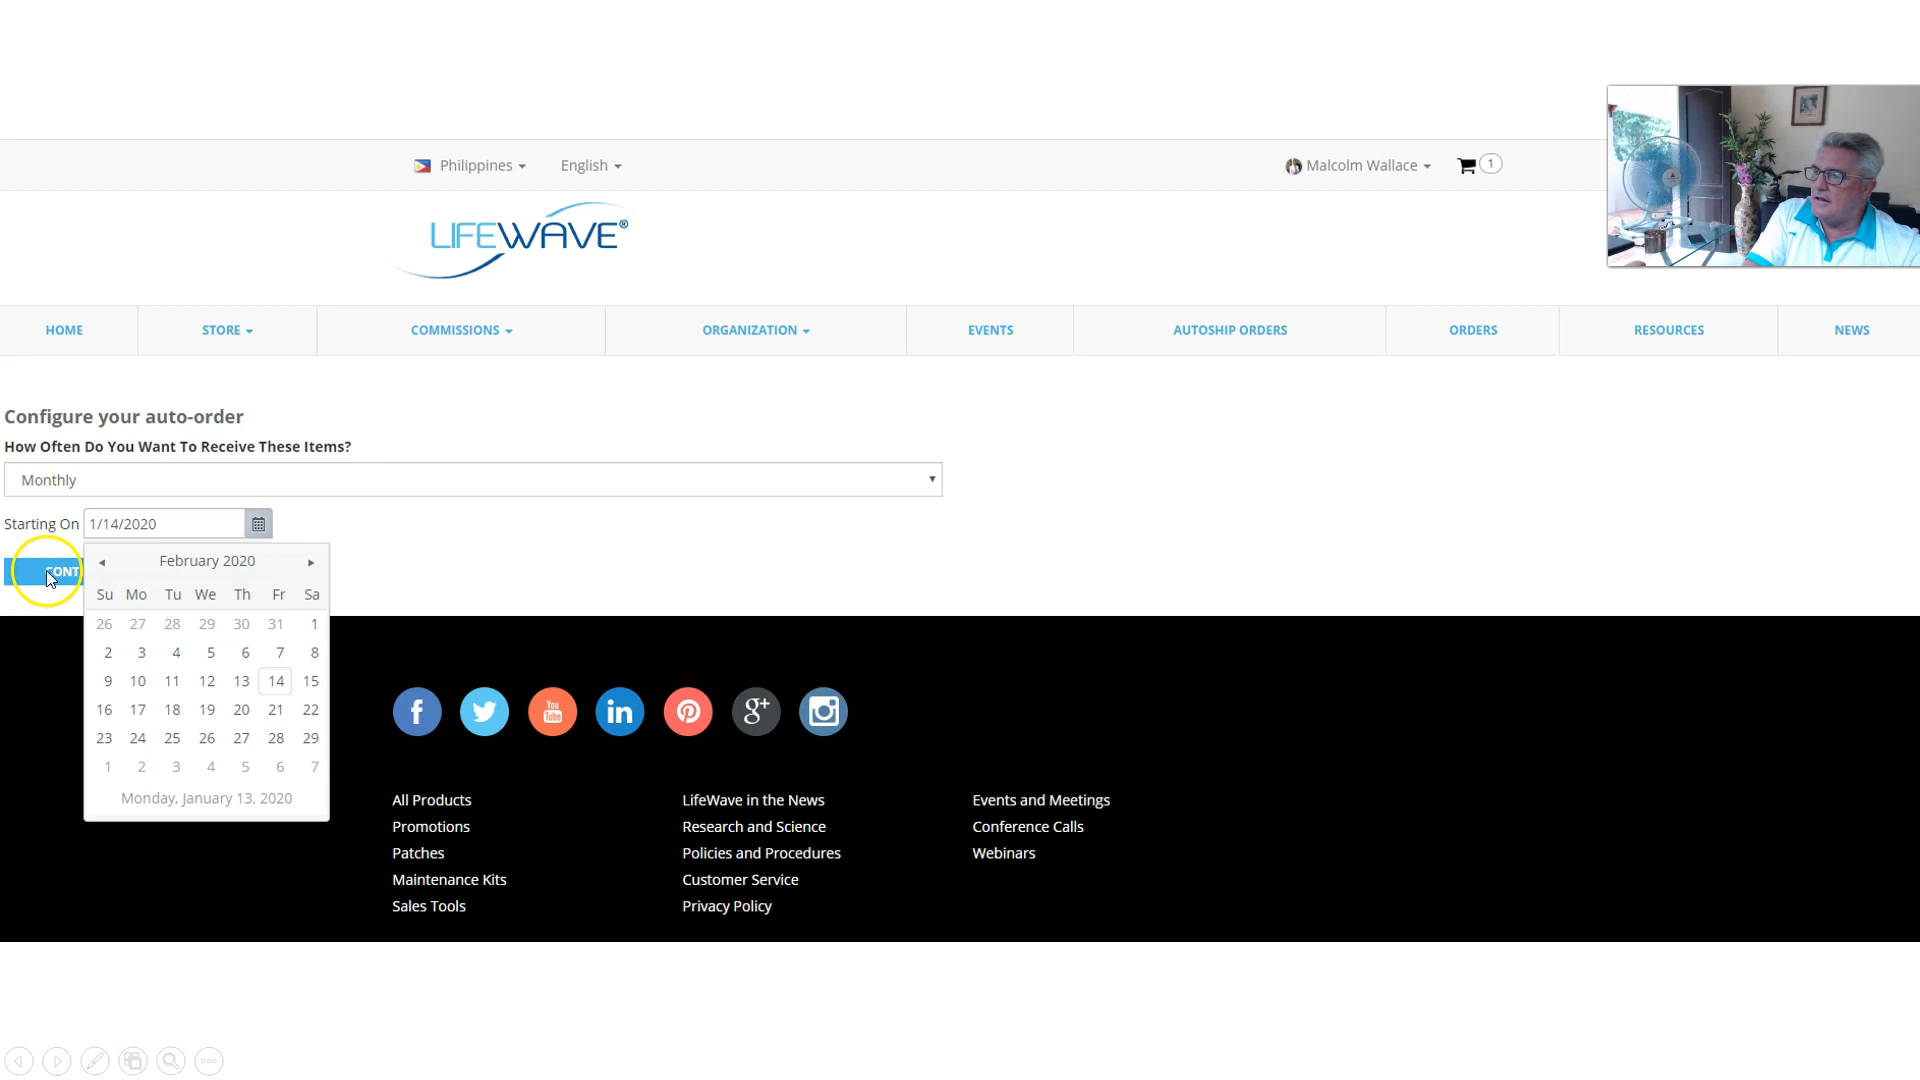 Philippines
English
Malcolm Wallace
1
LIFEWAVE®
HOME
STORE
COMMISSIONS
ORGANIZATION
EVENTS
AUTOSHIP ORDERS
ORDERS
RESOURCES
NEWS
Configure your auto-order
How Often Do You Want To Receive These Items?
Monthly
Starting On 1/14/2020
CONT
February 2020
Su Mo Tu We Th Fr Sa
26 27 28 29 30 31 1
2 3 4 5 6 7 8
9 10 11 12 13 14 15
16 17 18 19 20 21 22
23 24 25 26 27 28 29
1 2 3 4 5 6 7
Monday, January 13, 2020
f
You Tube
in
g+
All Products
Promotions
Patches
Maintenance Kits
Sales Tools
LifeWave in the News
Research and Science
Policies and Procedures
Customer Service
Privacy Policy
Events and Meetings
Conference Calls
Webinars